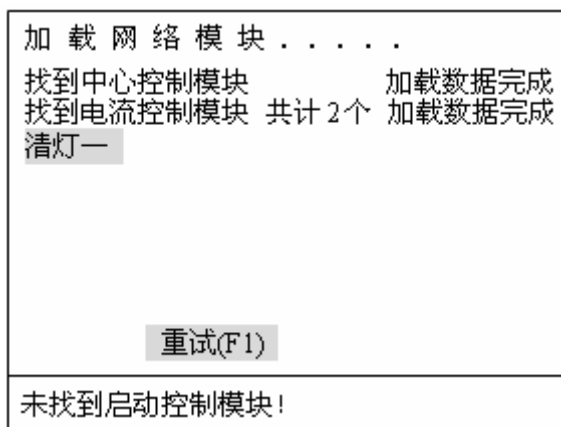 加载网络模块.....
找到中心控制模块 加载数据完成
找到电流控制模块 共计2个 加载数据完成
清灯一
重试(F1)
未找到启动控制模块!